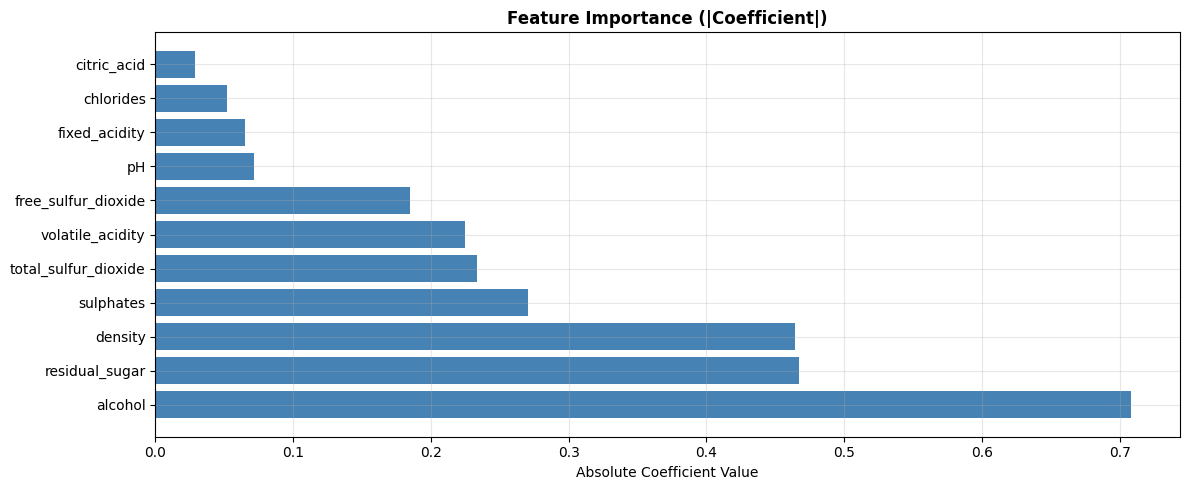 Feature Importance (|Coefficient|)
citric_acid
chlorides
fixed_acidity
pH
free_sulfur_dioxide
volatile_acidity
total_sulfur_dioxide
sulphates
density
residual_sugar
alcohol
0.0 0.1 0.2 0.3 0.4 0.5 0.6 0.7
Absolute Coefficient Value